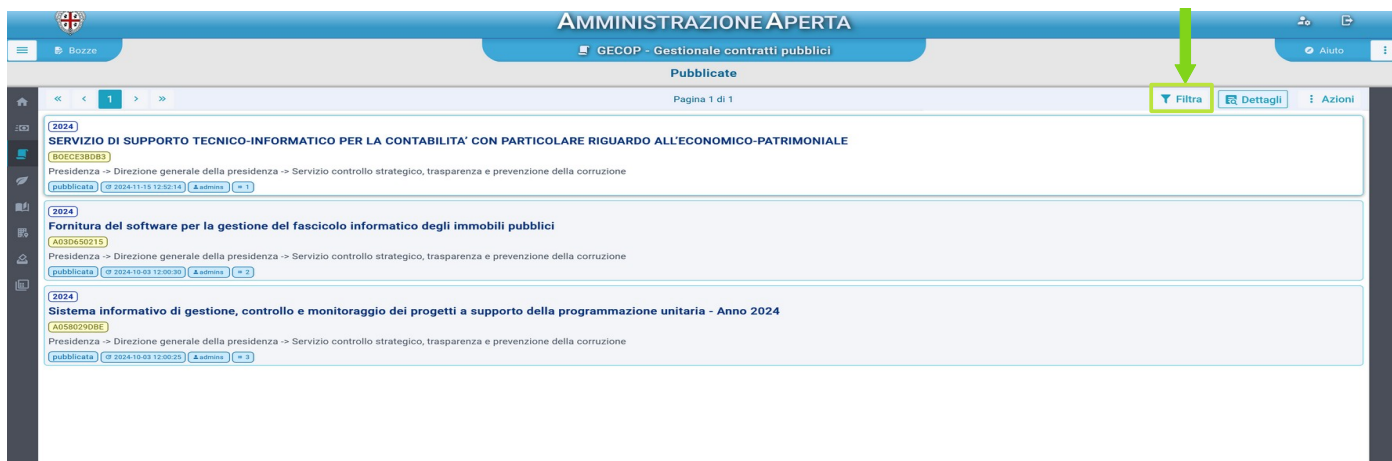 AMMINISTRAZIONE APERTA
Bozze
GECOP - Gestionale contratti pubblici
Aiuto
Pubblicate
« < 1 > »
Pagina 1 di 1
Filtra
Dettagli
Azioni
2024
SERVIZIO DI SUPPORTO TECNICO-INFORMATICO PER LA CONTABILITA' CON PARTICOLARE RIGUARDO ALL'ECONOMICO-PATRIMONIALE
B0ECE3BDB3
Presidenza -> Direzione generale della presidenza -> Servizio controllo strategico, trasparenza e prevenzione della corruzione
pubblicata 2024-11-15 12:52:14 admins 1
2024
Fornitura del software per la gestione del fascicolo informatico degli immobili pubblici
A03D650215
Presidenza -> Direzione generale della presidenza -> Servizio controllo strategico, trasparenza e prevenzione della corruzione
pubblicata 2024-10-03 12:00:30 admins 2
2024
Sistema informativo di gestione, controllo e monitoraggio dei progetti a supporto della programmazione unitaria - Anno 2024
A058029DBE
Presidenza -> Direzione generale della presidenza -> Servizio controllo strategico, trasparenza e prevenzione della corruzione
pubblicata 2024-10-03 12:00:25 admins 3